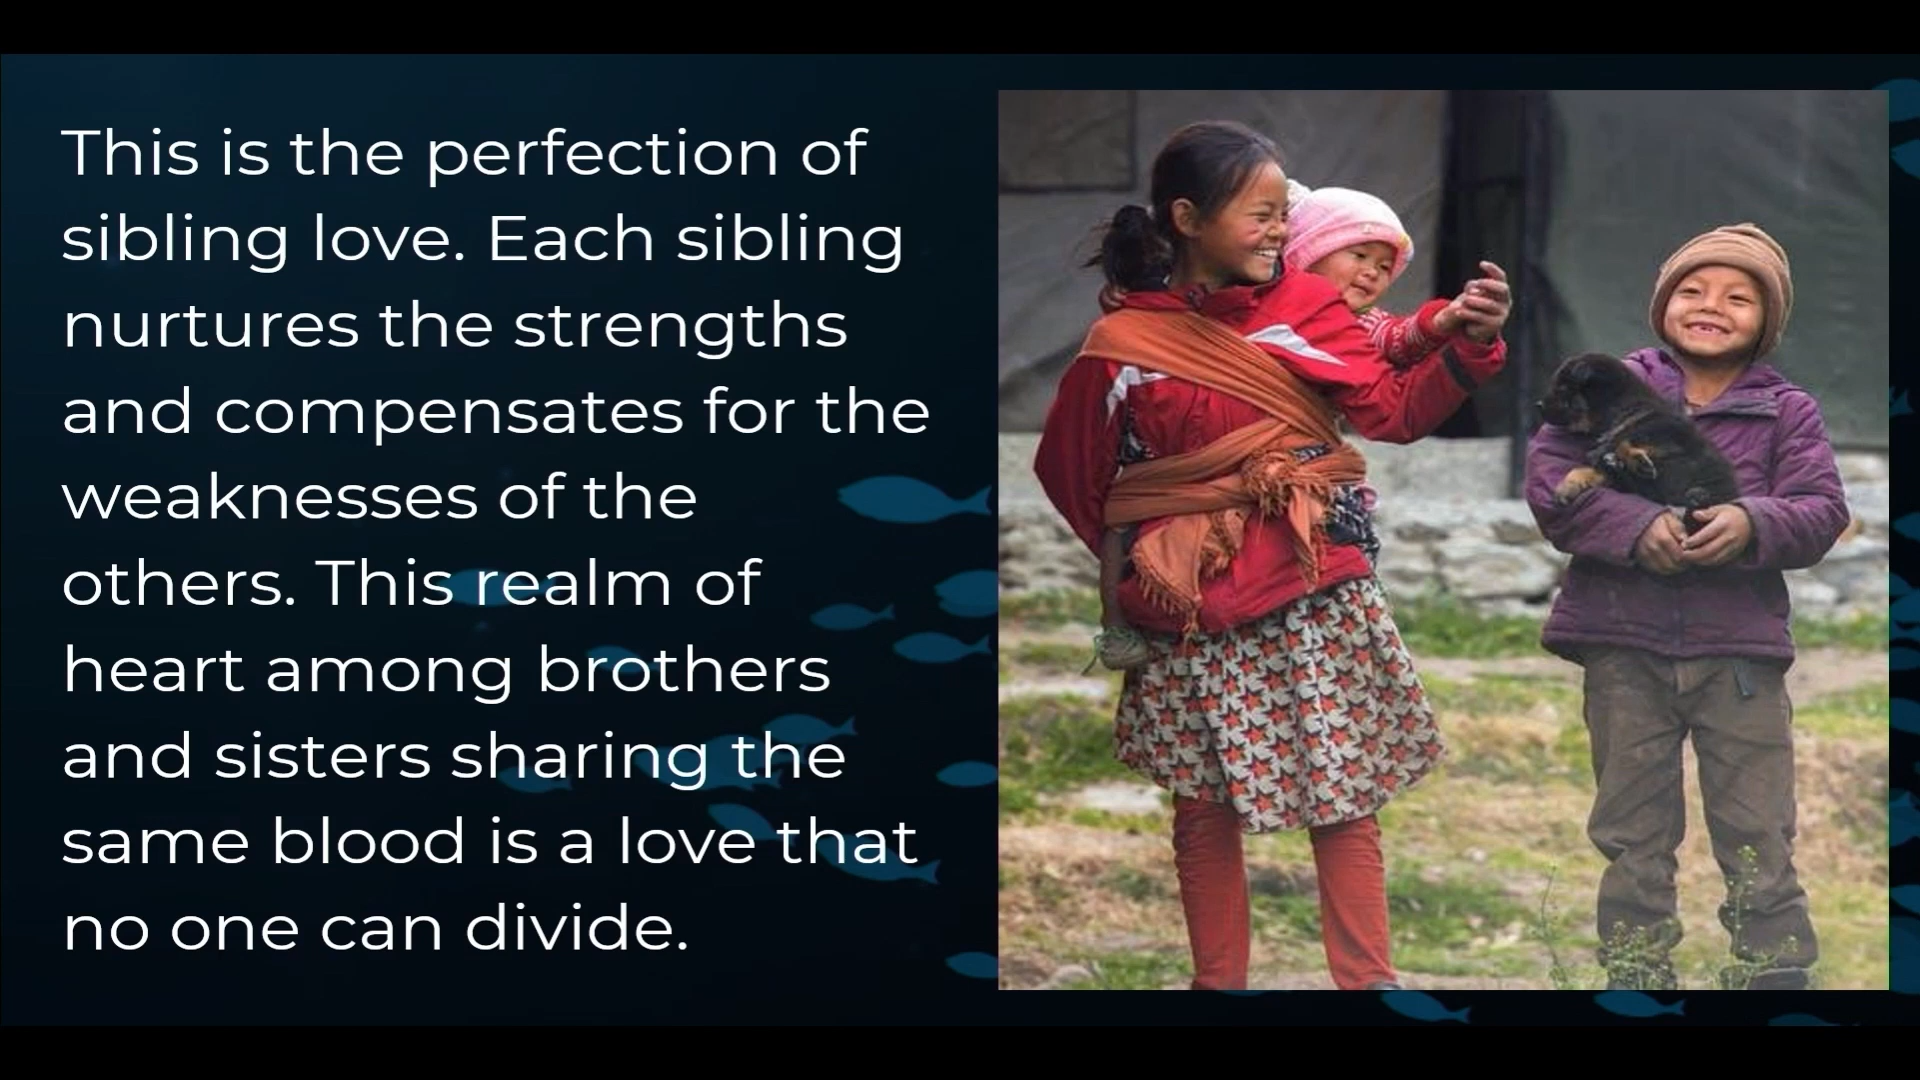 This is the perfection of
sibling love. Each sibling
nurtures the strengths
and compensates for the
weaknesses of the
others. This realm of
heart among brothers
and sisters sharing the
same blood is a love that
no one can divide.